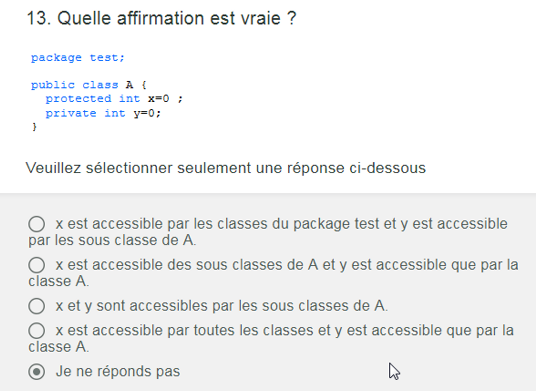 13. Quelle affirmation est vraie ?
package test;
public class A {
protected int x=0 ;
private int y=0;
}
Veuillez sélectionner seulement une réponse ci-dessous
x est accessible par les classes du package test et y est accessible
par les sous classe de A.
x est accessible des sous classes de A et y est accessible que par la
classe A.
x et y sont accessibles par les sous classes de A.
x est accessible par toutes les classes et y est accessible que par la
classe A.
Je ne réponds pas